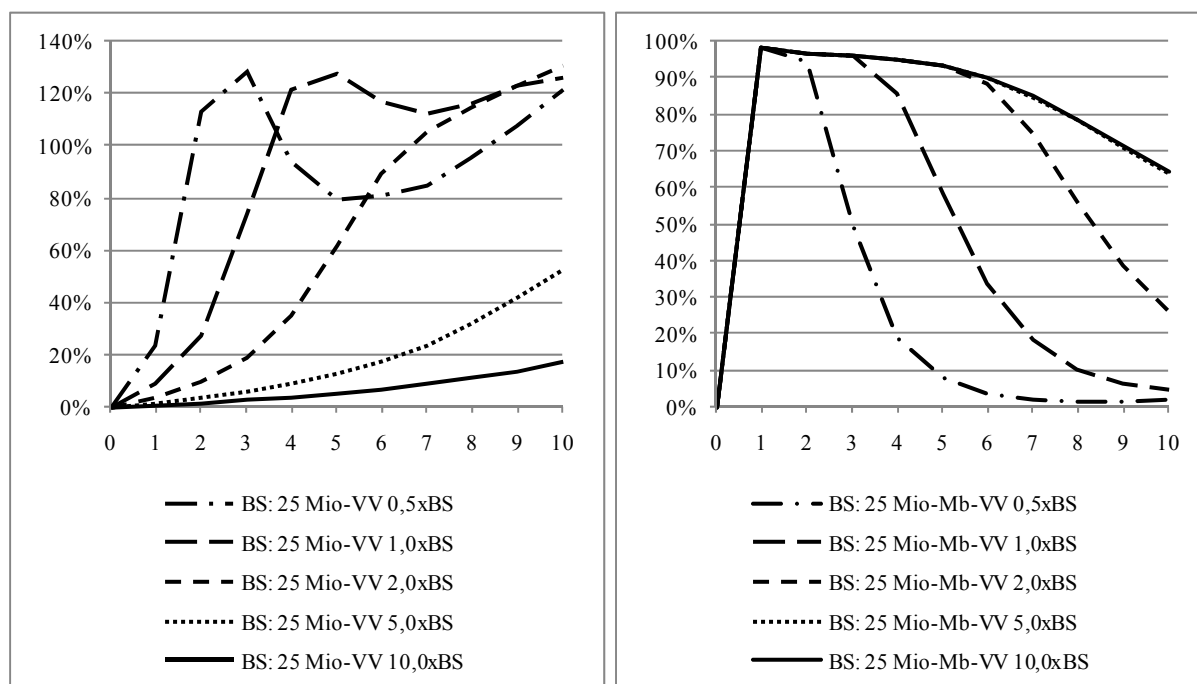 140%
120%
100%
80%
60%
40%
20%
0%
0 1 2 3 4 5 6 7 8 9 10
BS: 25 Mio-VV 0,5xBS
BS: 25 Mio-VV 1,0xBS
BS: 25 Mio-VV 2,0xBS
BS: 25 Mio-VV 5,0xBS
BS: 25 Mio-VV 10,0xBS
100%
90%
80%
70%
60%
50%
40%
30%
20%
10%
0%
0 1 2 3 4 5 6 7 8 9 10
BS: 25 Mio-Mb-VV 0,5xBS
BS: 25 Mio-Mb-VV 1,0xBS
BS: 25 Mio-Mb-VV 2,0xBS
BS: 25 Mio-Mb-VV 5,0xBS
BS: 25 Mio-Mb-VV 10,0xBS